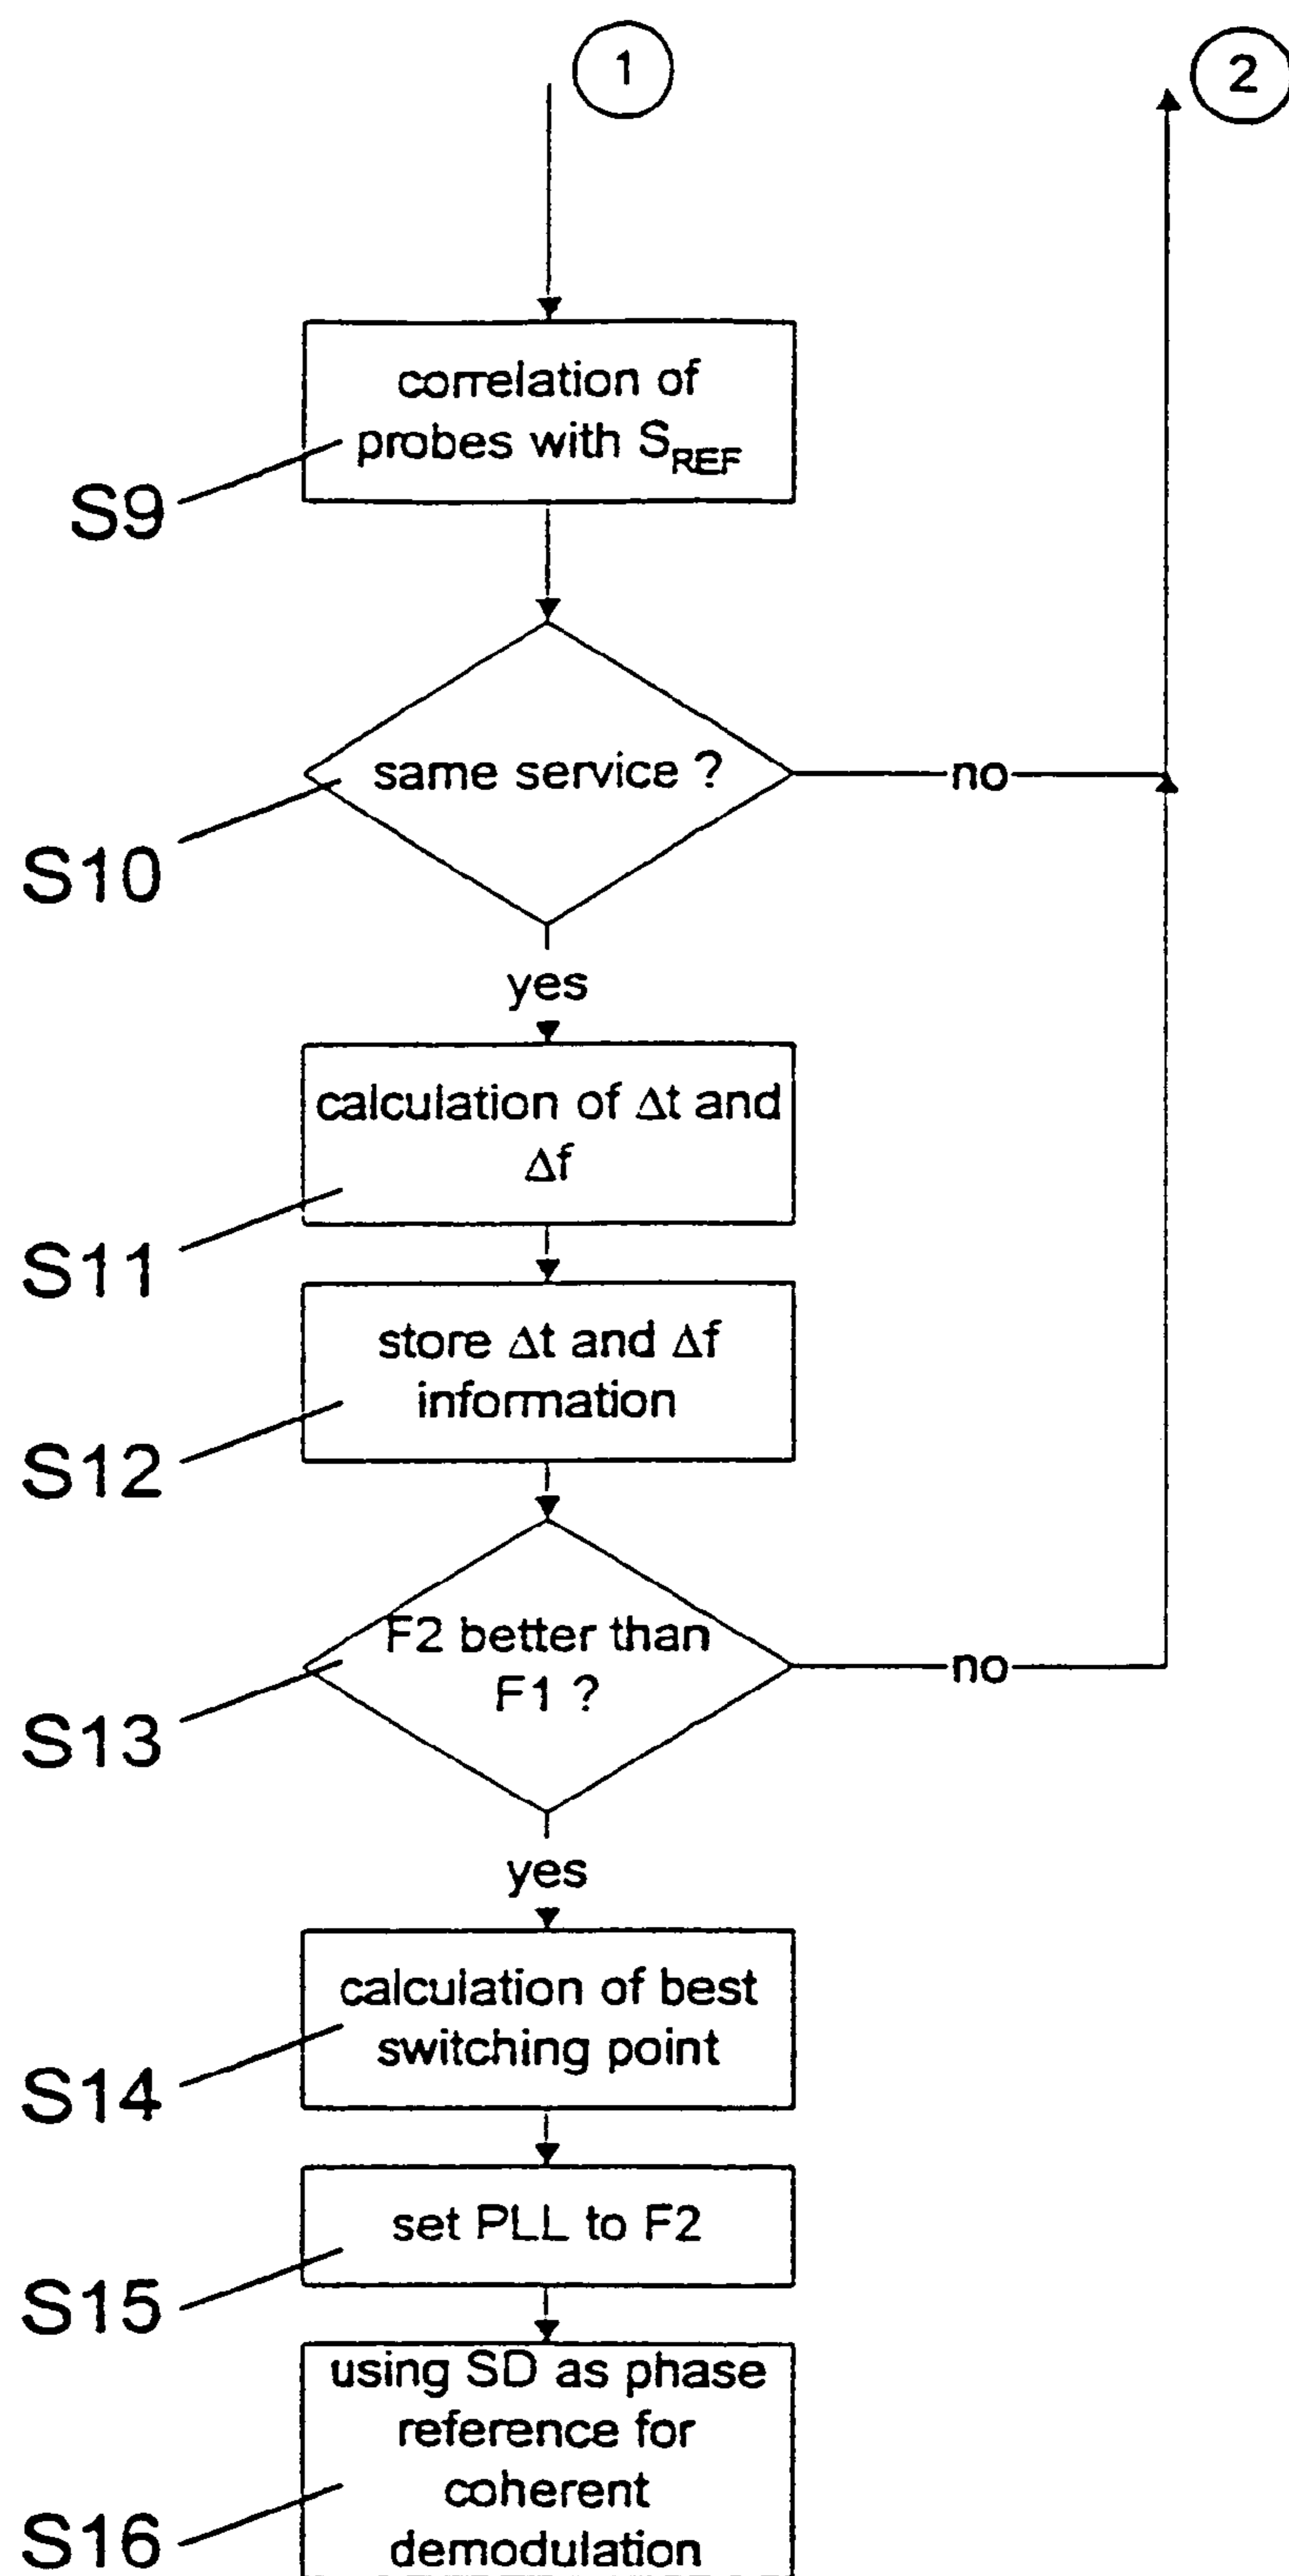 1
2
correlation of
probes with S_REF
S9
same service ?
no
S10
yes
calculation of Δt and
Δf
S11
store Δt and Δf
information
S12
F2 better than
F1 ?
no
S13
yes
calculation of best
switching point
S14
set PLL to F2
S15
using SD as phase
reference for
coherent
demodulation
S16